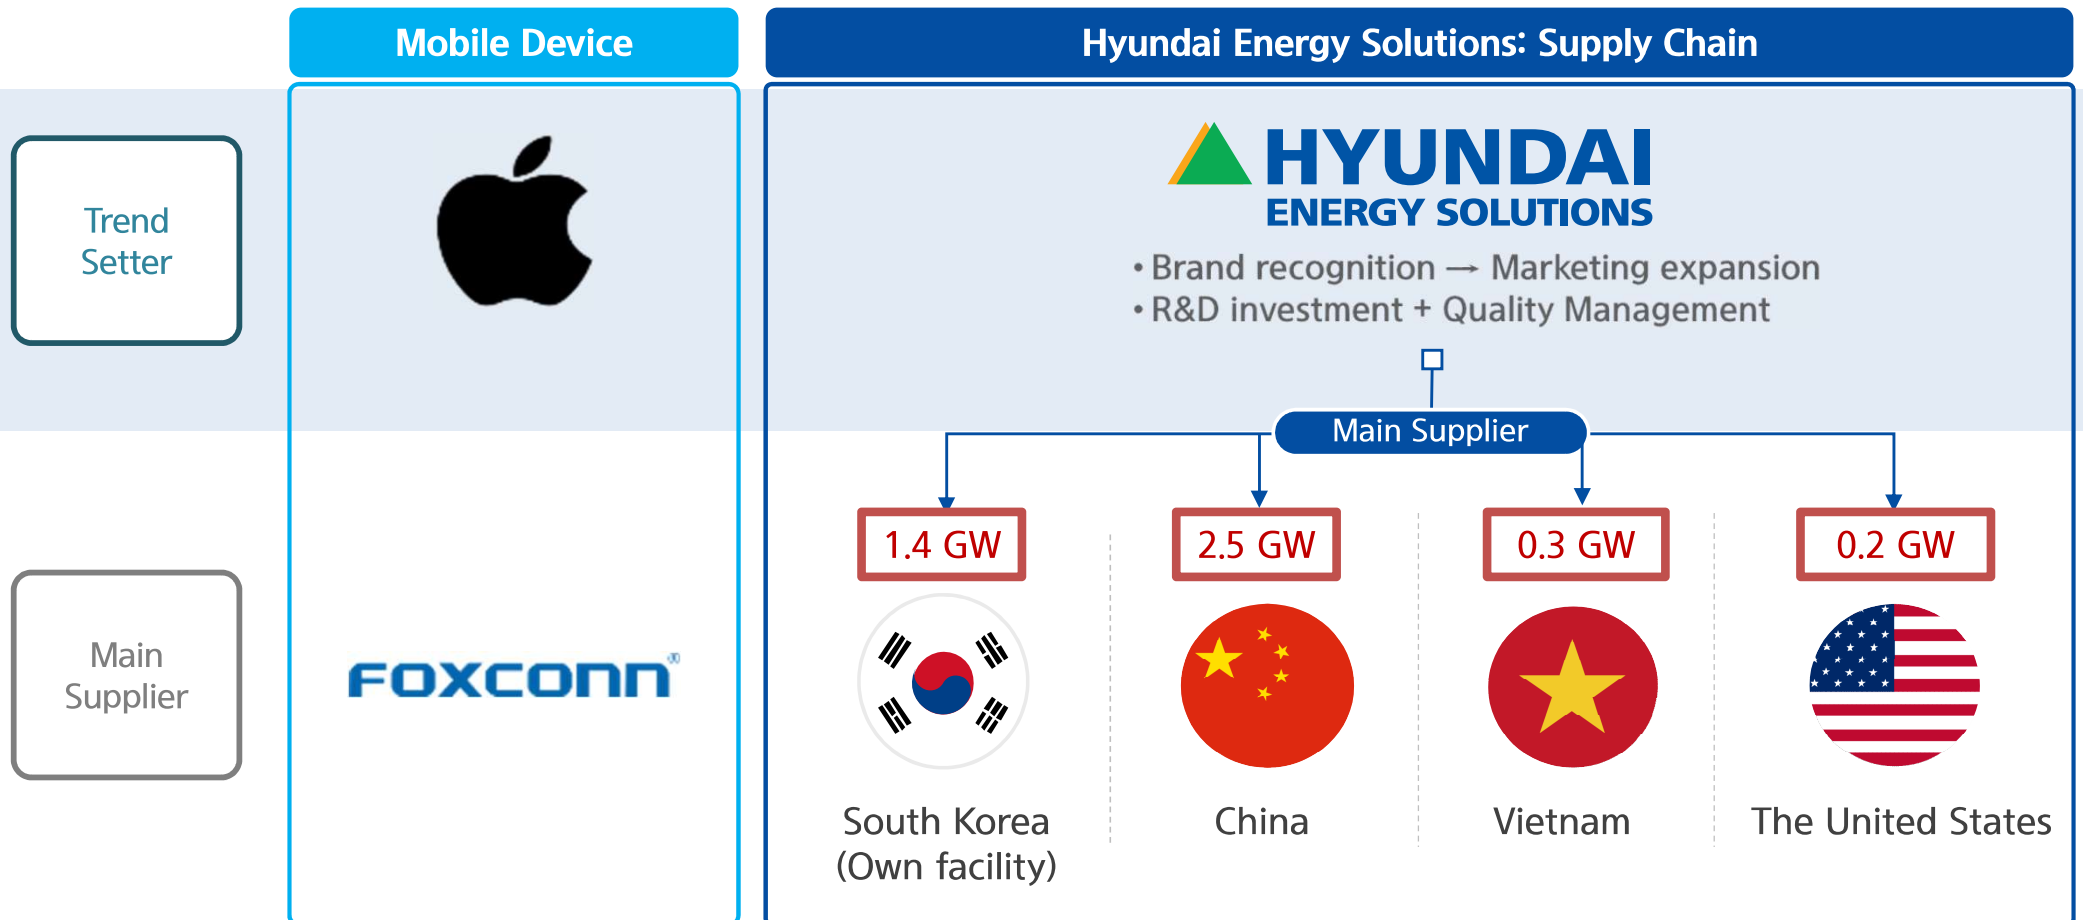 Mobile Device
Hyundai Energy Solutions: Supply Chain
Trend
Setter
HYUNDAI
ENERGY SOLUTIONS
• Brand recognition → Marketing expansion
• R&D investment + Quality Management
Main Supplier
1.4 GW
2.5 GW
0.3 GW
0.2 GW
Main
Supplier
FOXCONN®
South Korea
(Own facility)
China
Vietnam
The United States